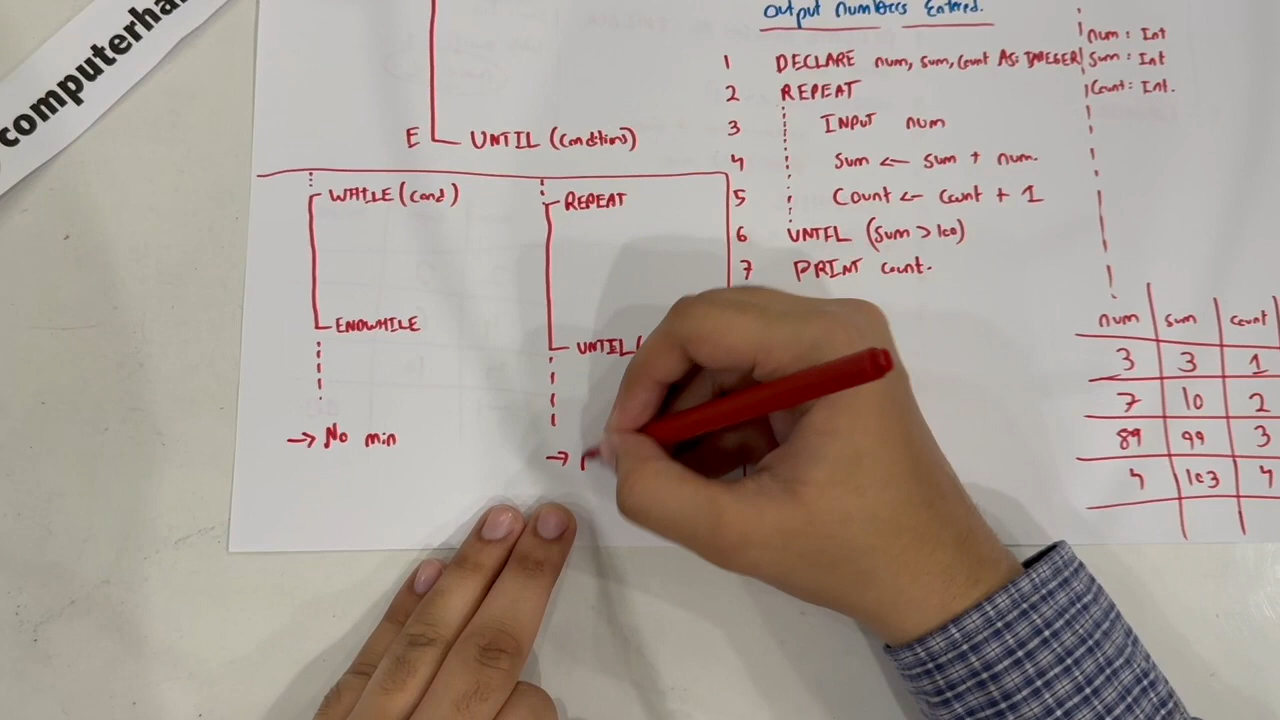 computerha
E UNTIL (Conditions)
WHILE (Cond)
ENDWHILE
→ No min
REPEAT
UNTIL(
→
Output numbers Entered.
1 DECLARE num, sum, Count As: INTEGER
2 REPEAT
3 INPUT num
4 Sum ← sum + num.
5 Count ← count + 1
6 UNTIL (Sum > 100)
7 PRINT count.
num : Int
Sum : Int
Count : Int.
num sum count
3 3 1
7 10 2
89 99 3
4 103 4